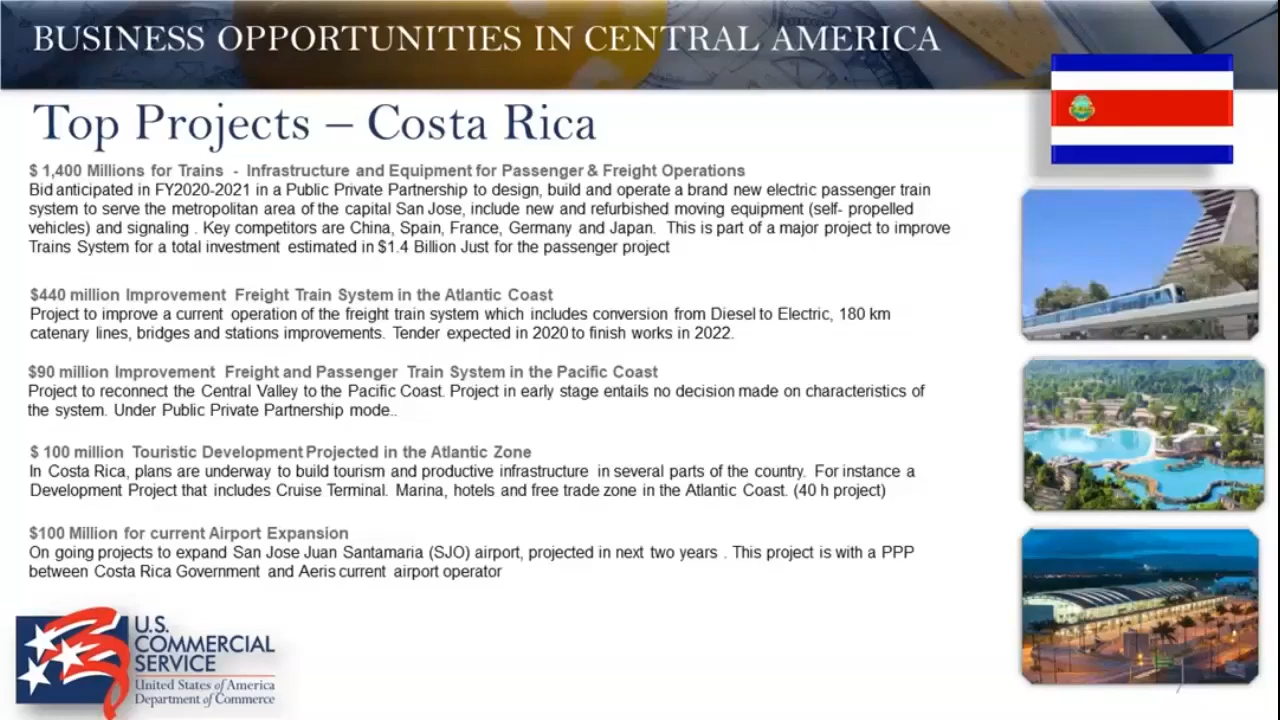 BUSINESS OPPORTUNITIES IN CENTRAL AMERICA
Top Projects – Costa Rica
$ 1,400 Millions for Trains - Infrastructure and Equipment for Passenger & Freight Operations
Bid anticipated in FY2020-2021 in a Public Private Partnership to design, build and operate a brand new electric passenger train
system to serve the metropolitan area of the capital San Jose, include new and refurbished moving equipment (self- propelled
vehicles) and signaling . Key competitors are China, Spain, France, Germany and Japan. This is part of a major project to improve
Trains System for a total investment estimated in $1.4 Billion Just for the passenger project
$440 million Improvement Freight Train System in the Atlantic Coast
Project to improve a current operation of the freight train system which includes conversion from Diesel to Electric, 180 km
catenary lines, bridges and stations improvements. Tender expected in 2020 to finish works in 2022.
$90 million Improvement Freight and Passenger Train System in the Pacific Coast
Project to reconnect the Central Valley to the Pacific Coast. Project in early stage entails no decision made on characteristics of
the system. Under Public Private Partnership mode..
$ 100 million Touristic Development Projected in the Atlantic Zone
In Costa Rica, plans are underway to build tourism and productive infrastructure in several parts of the country. For instance a
Development Project that includes Cruise Terminal. Marina, hotels and free trade zone in the Atlantic Coast. (40 h project)
$100 Million for current Airport Expansion
On going projects to expand San Jose Juan Santamaria (SJO) airport, projected in next two years . This project is with a PPP
between Costa Rica Government and Aeris current airport operator
U.S.
COMMERCIAL
SERVICE
United States of America
Department of Commerce